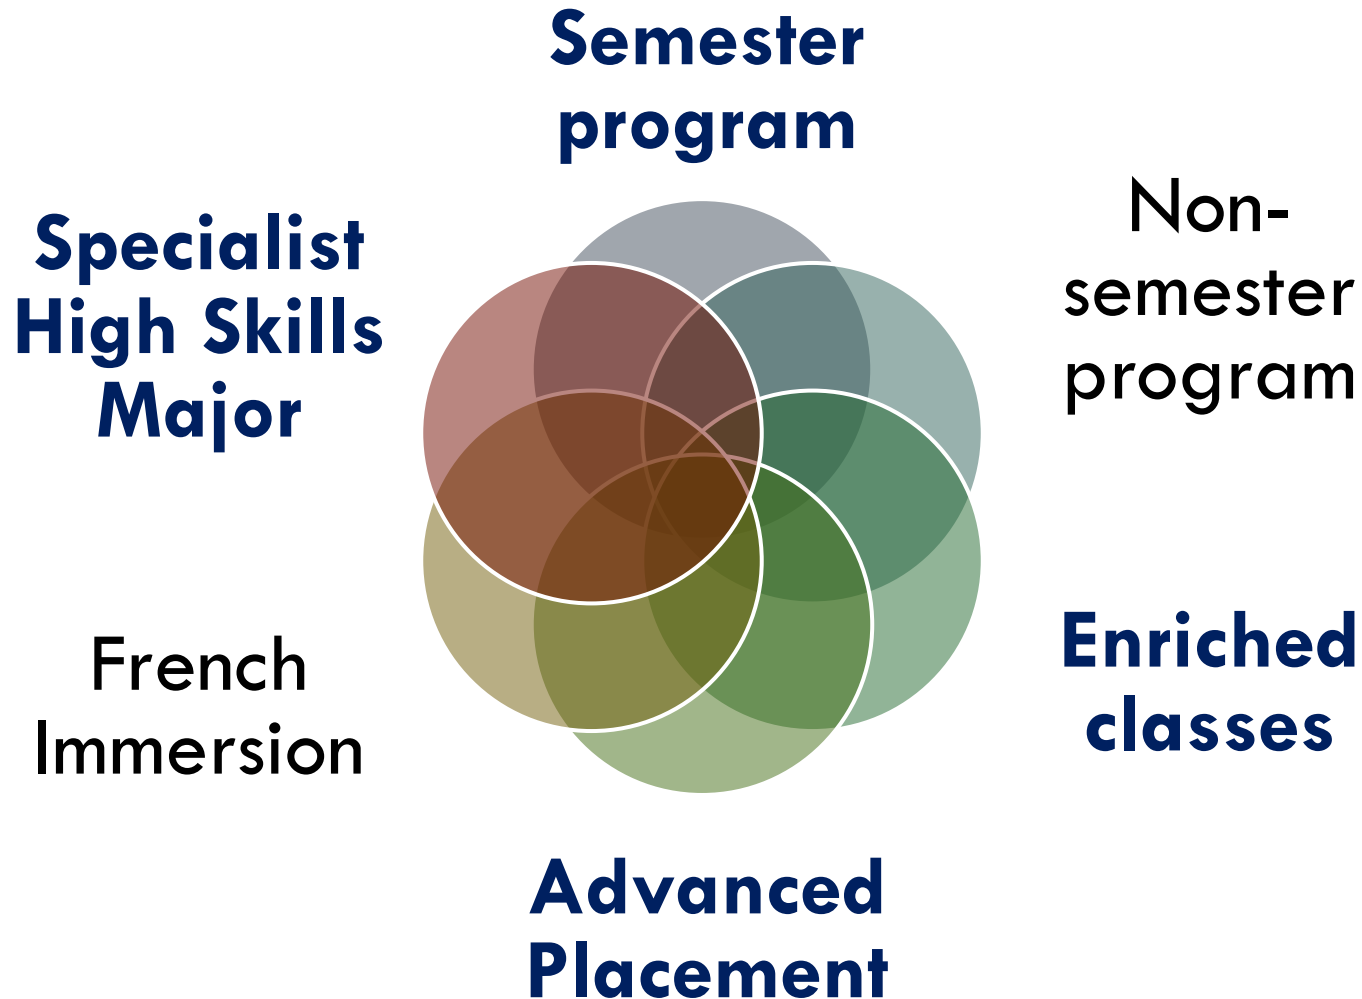 Semester
program
Non-
semester
program
Enriched
classes
Advanced
Placement
French
Immersion
Specialist
High Skills
Major